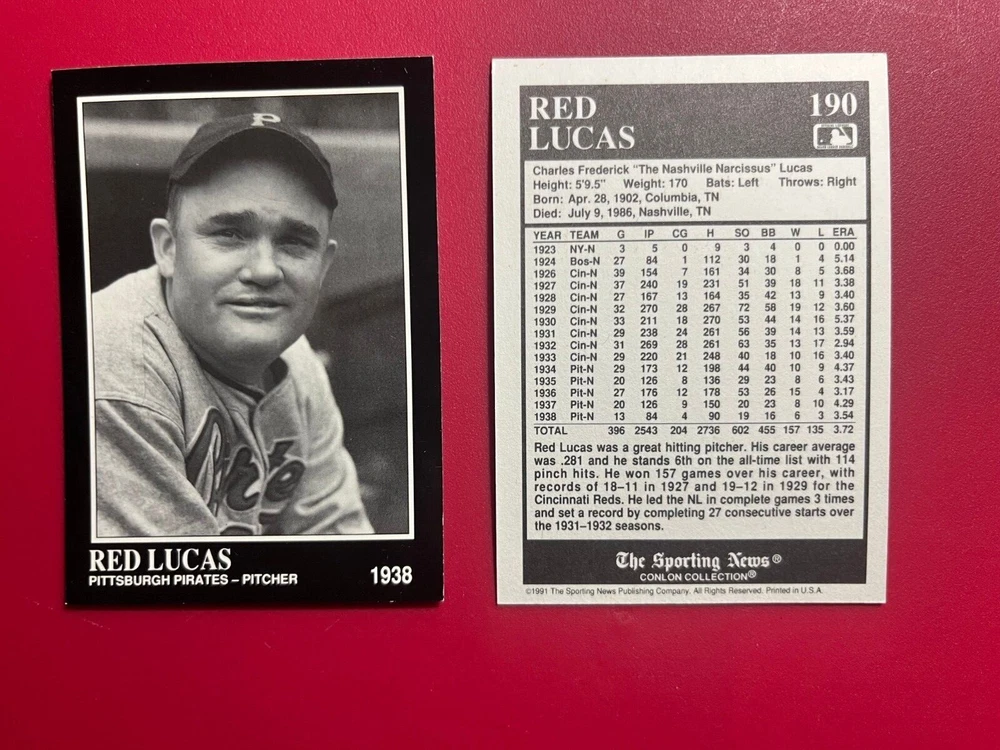 P
Pirates
RED LUCAS
PITTSBURGH PIRATES – PITCHER
1938
RED
LUCAS
190
Charles Frederick "The Nashville Narcissus" Lucas
Height: 5'9.5" Weight: 170 Bats: Left Throws: Right
Born: Apr. 28, 1902, Columbia, TN
Died: July 9, 1986, Nashville, TN
YEAR TEAM G IP CG H SO BB W L ERA
1923 NY-N 3 5 0 9 3 4 0 0 0.00
1924 Bos-N 27 84 1 112 30 18 1 4 5.14
1926 Cin-N 39 154 7 161 34 30 8 5 3.68
1927 Cin-N 37 240 19 231 51 39 18 11 3.38
1928 Cin-N 27 167 13 164 35 42 13 9 3.40
1929 Cin-N 32 270 28 267 72 58 19 12 3.60
1930 Cin-N 33 211 18 270 53 44 14 16 5.37
1931 Cin-N 29 238 24 261 56 39 14 13 3.59
1932 Cin-N 31 269 28 261 63 35 13 17 2.94
1933 Cin-N 29 220 21 248 40 18 10 16 3.40
1934 Pit-N 29 173 12 198 44 40 10 9 4.37
1935 Pit-N 20 126 8 136 29 23 8 6 3.43
1936 Pit-N 27 176 12 178 53 26 15 4 3.17
1937 Pit-N 20 126 9 150 20 23 8 10 4.29
1938 Pit-N 13 84 4 90 19 16 6 3 3.54
TOTAL 396 2543 204 2736 602 455 157 135 3.72
Red Lucas was a great hitting pitcher. His career average
was .281 and he stands 6th on the all-time list with 114
pinch hits. He won 157 games over his career, with
records of 18–11 in 1927 and 19–12 in 1929 for the
Cincinnati Reds. He led the NL in complete games 3 times
and set a record by completing 27 consecutive starts over
the 1931–1932 seasons.
The Sporting News®
CONLON COLLECTION®
©1991 The Sporting News Publishing Company. All Rights Reserved. Printed in U.S.A.